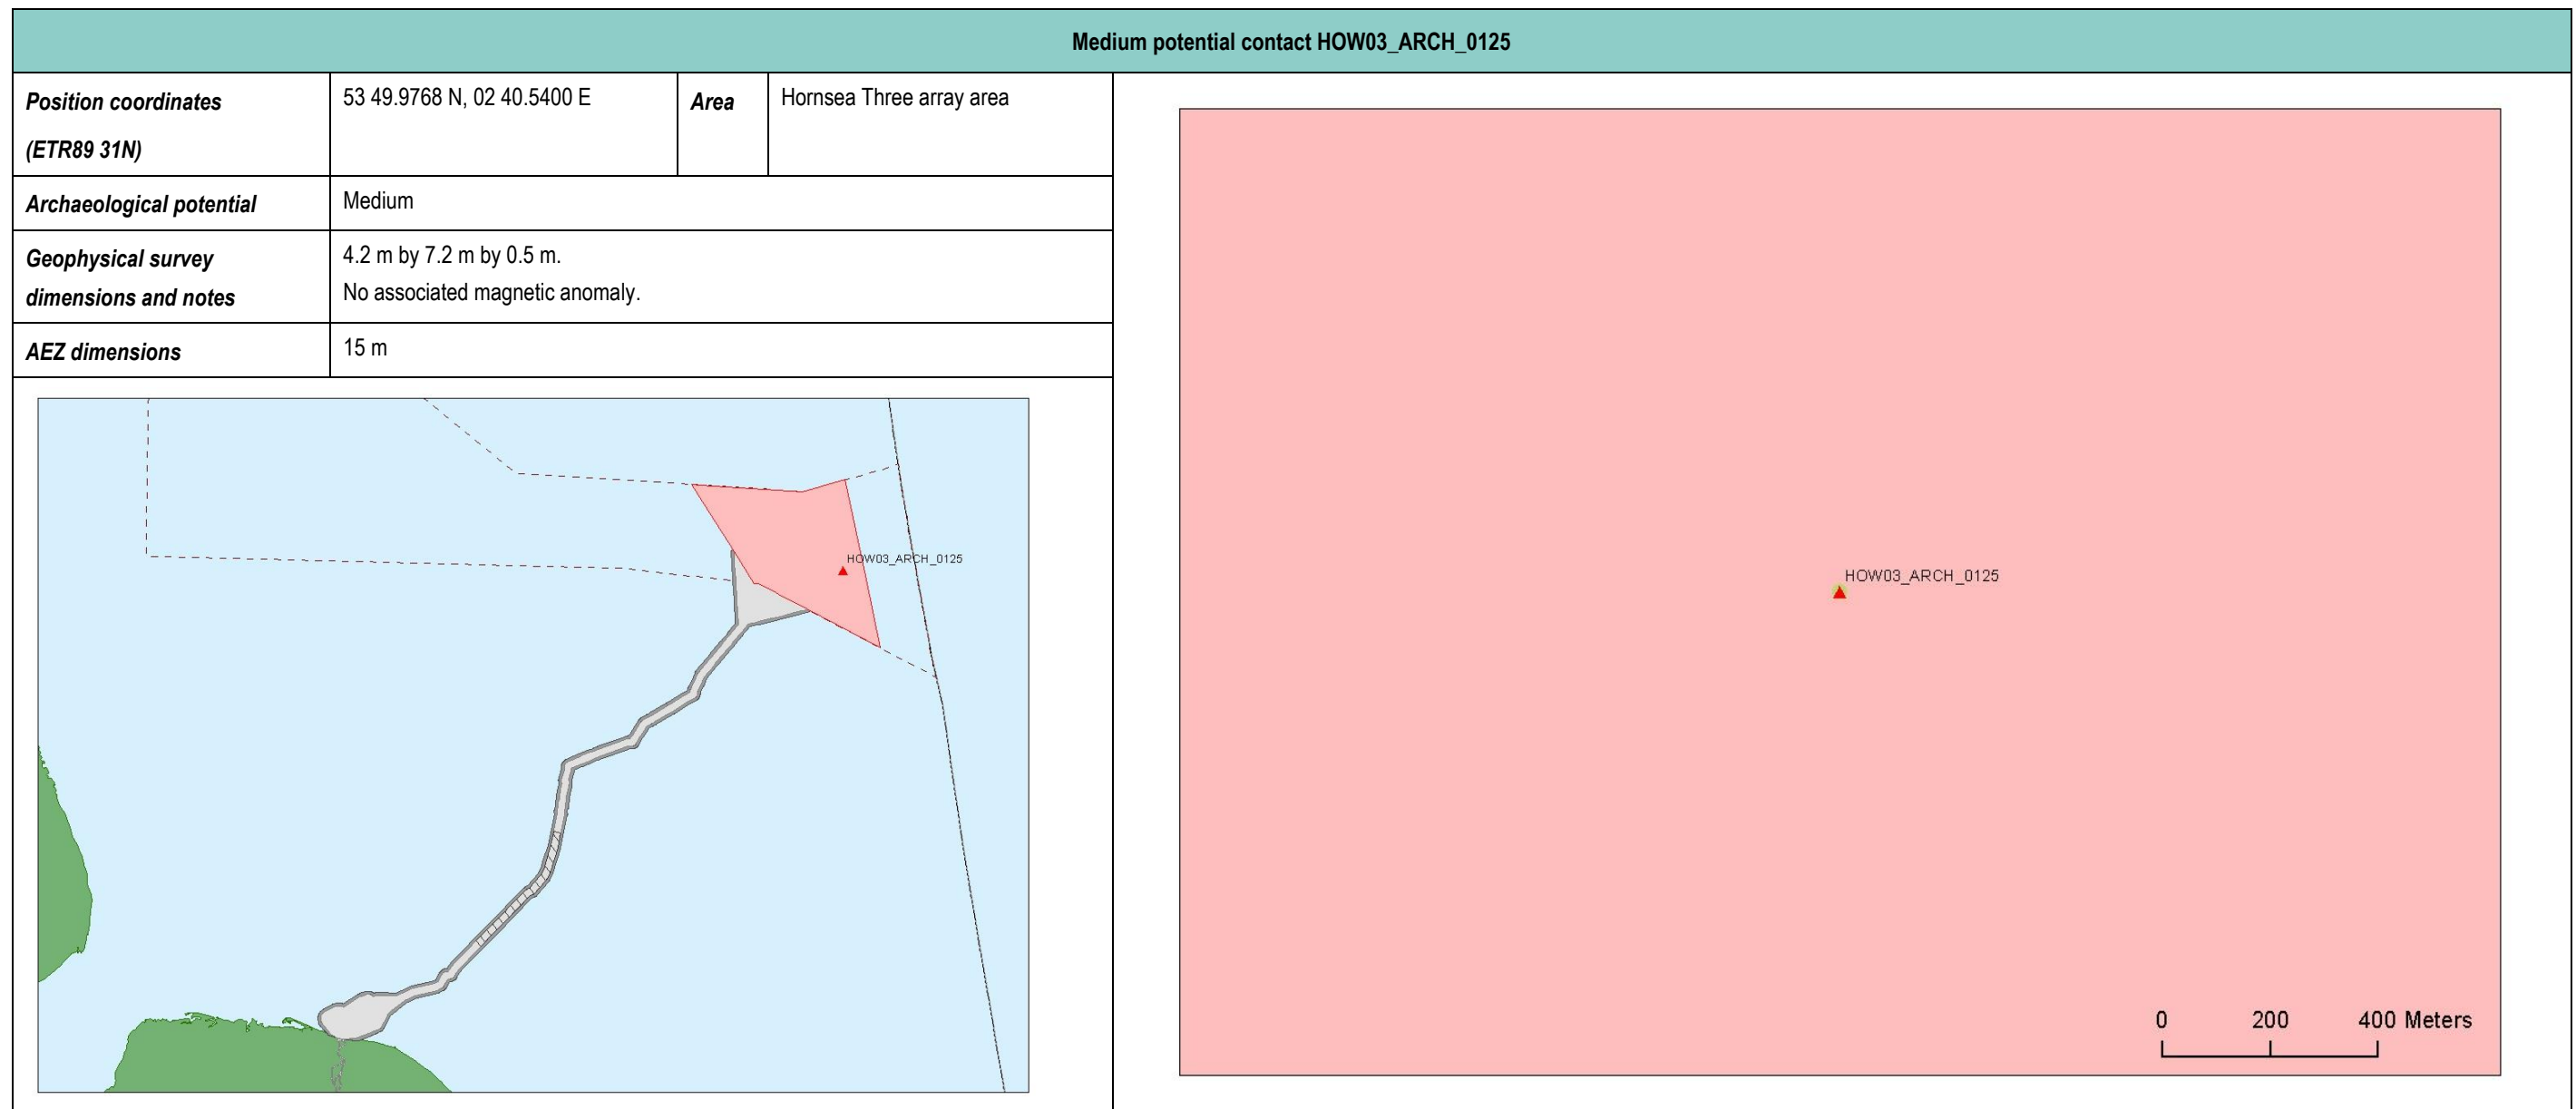 Medium potential contact HOW03_ARCH_0125
Position coordinates
(ETR89 31N)
53 49.9768 N, 02 40.5400 E
Area
Hornsea Three array area
Archaeological potential
Medium
Geophysical survey
dimensions and notes
4.2 m by 7.2 m by 0.5 m.
No associated magnetic anomaly.
AEZ dimensions
15 m
HOW03_ARCH_0125
HOW03_ARCH_0125
0 200 400 Meters